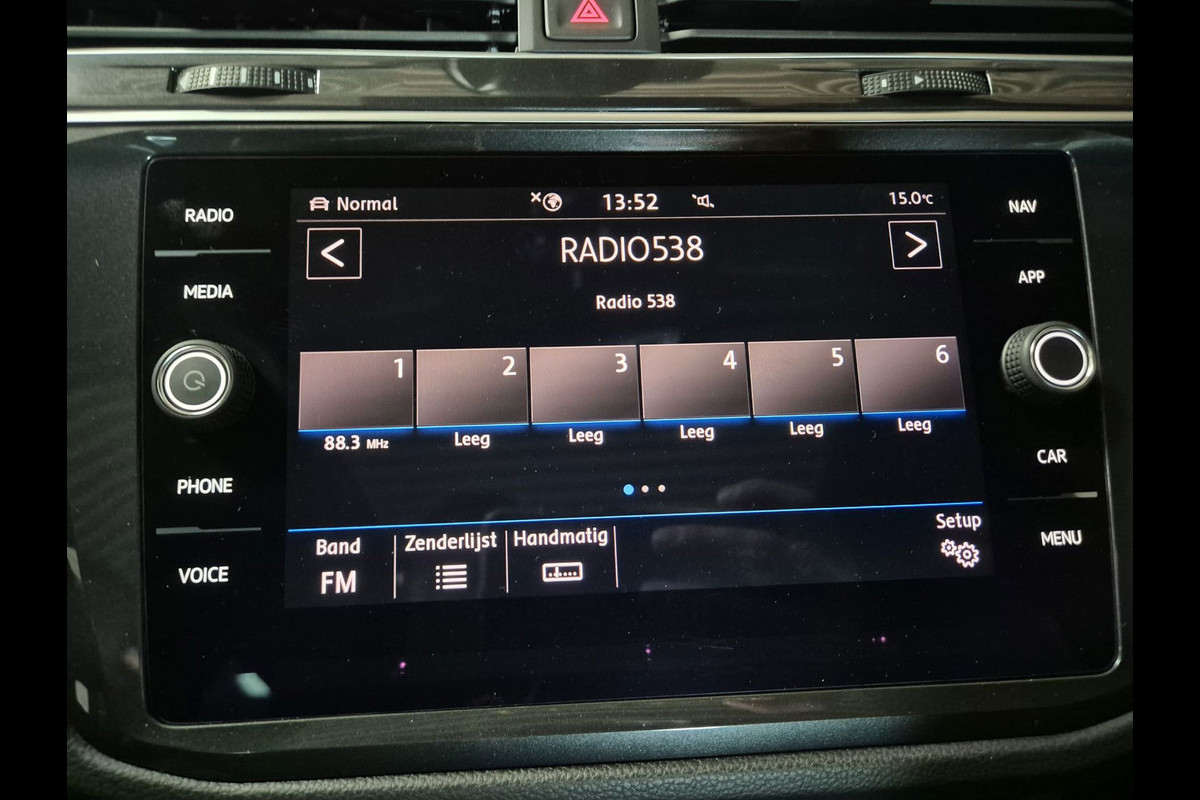 Normal 13:52 15.0°C
RADIO NAV
RADIO538
MEDIA APP
Radio 538
1 2 3 4 5 6
88.3 MHz Leeg Leeg Leeg Leeg Leeg
PHONE CAR
Band Zenderlijst Handmatig Setup
FM
VOICE MENU